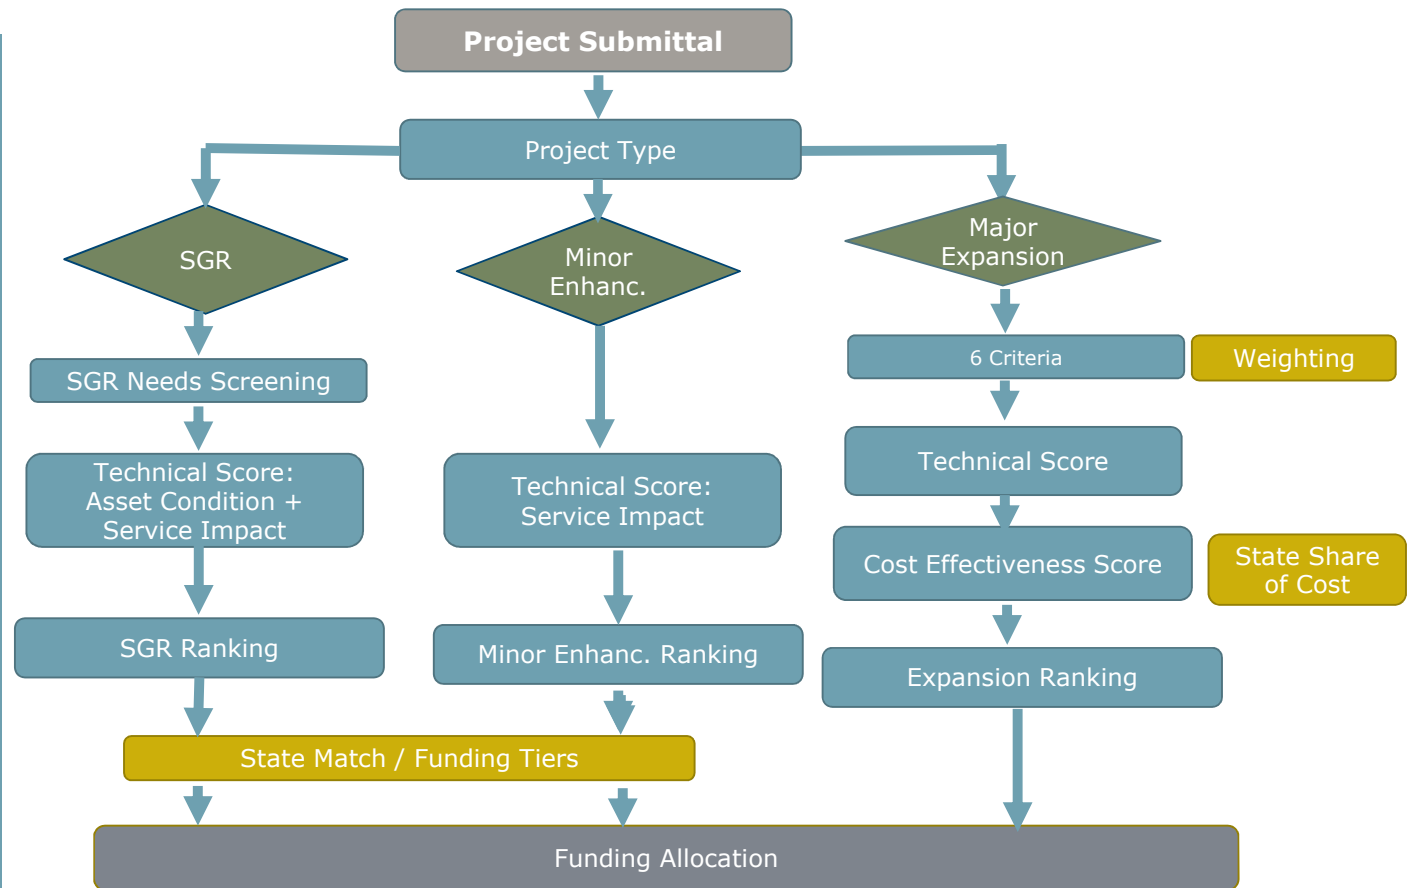 Project Submittal
Project Type
SGR
Minor
Enhanc.
Major
Expansion
SGR Needs Screening
6 Criteria
Weighting
Technical Score:
Asset Condition +
Service Impact
Technical Score:
Service Impact
Technical Score
Cost Effectiveness Score
State Share
of Cost
SGR Ranking
Minor Enhanc. Ranking
Expansion Ranking
State Match / Funding Tiers
Funding Allocation